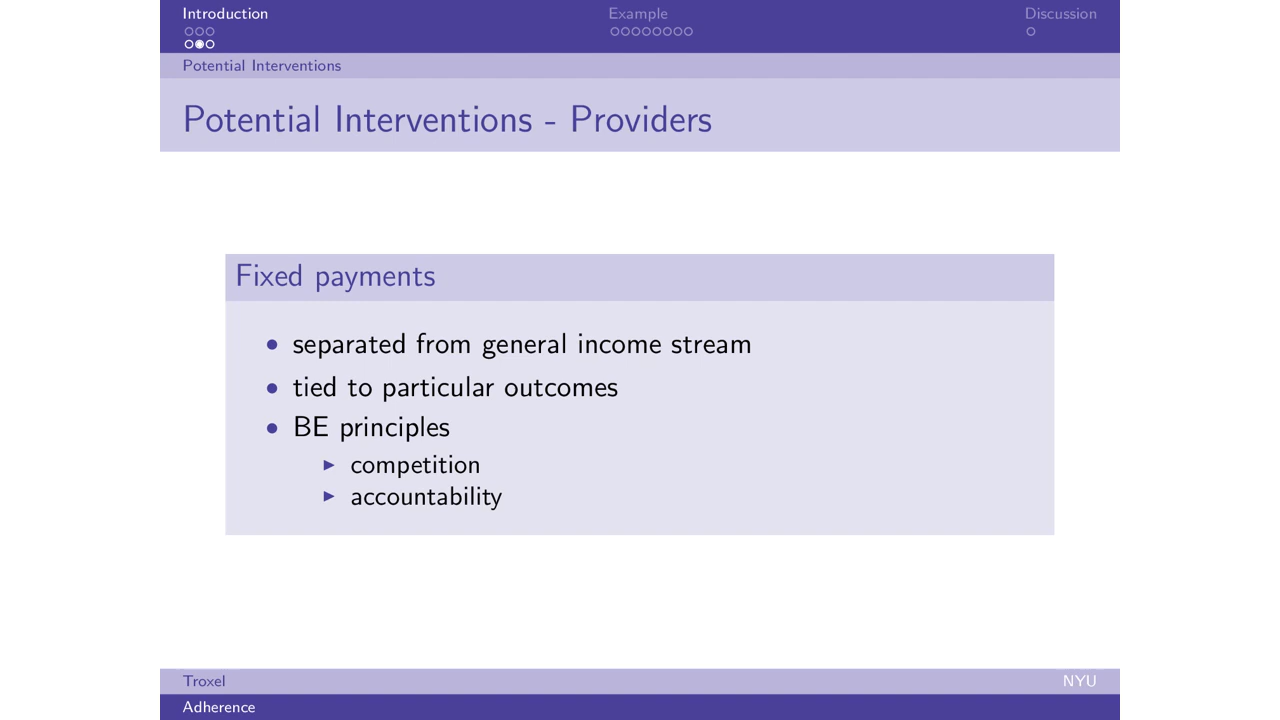 Introduction
Example
Discussion
Potential Interventions
Potential Interventions - Providers
Fixed payments
separated from general income stream
tied to particular outcomes
BE principles
competition
accountability
Troxel
NYU
Adherence